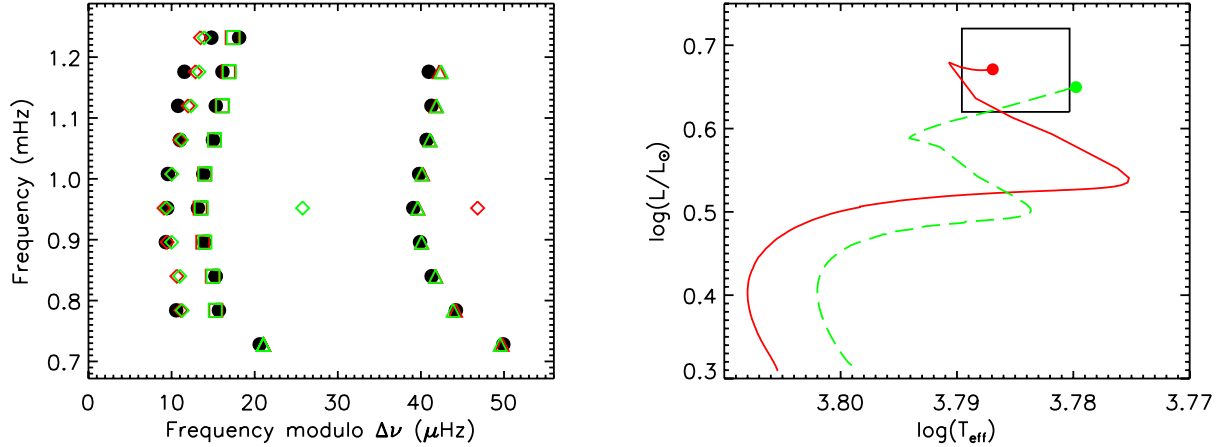 1.2
1.1
1.0
0.9
0.8
0.7
Frequency (mHz)
0 10 20 30 40 50
Frequency modulo Δν (μHz)
0.7
0.6
0.5
0.4
0.3
log(L/L☉)
3.80 3.79 3.78 3.77
log(Teff)